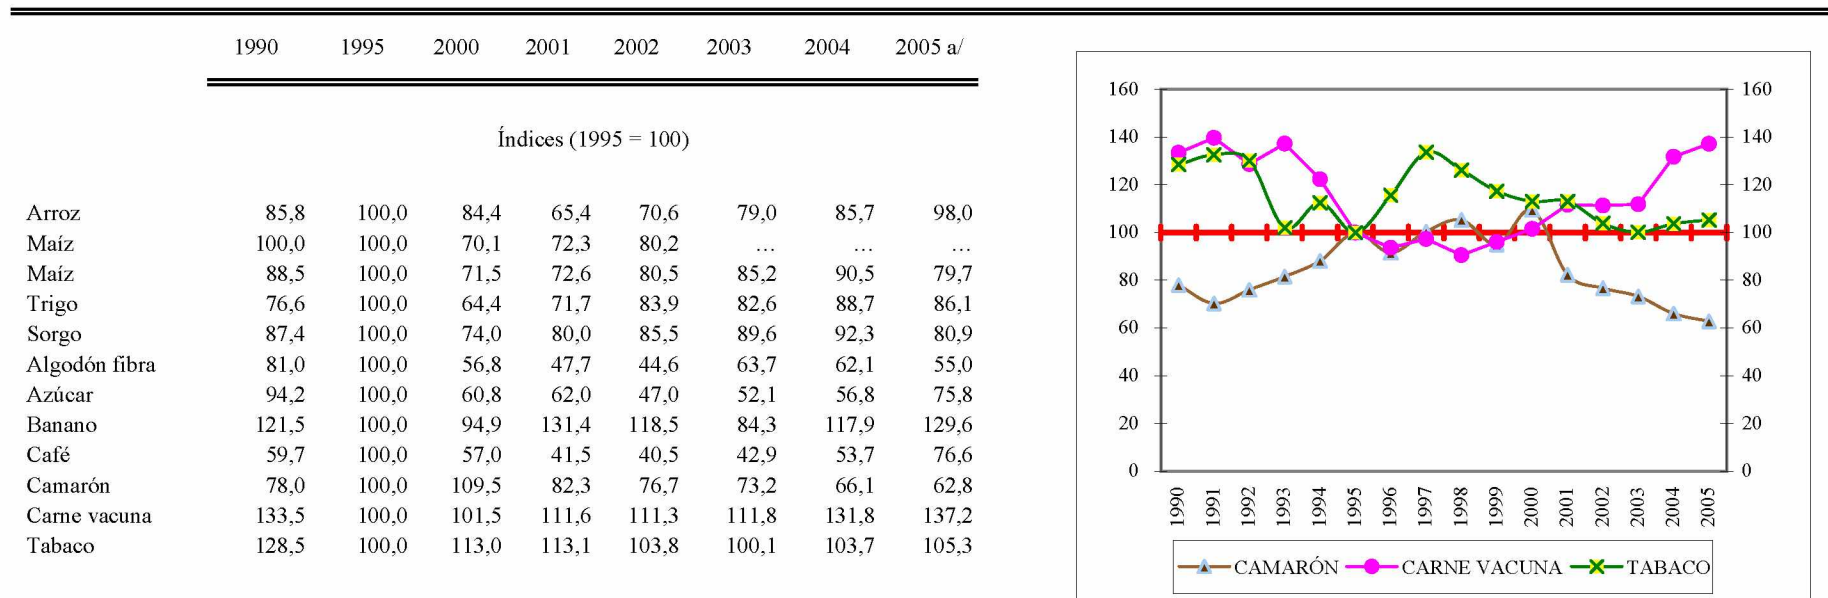 1990 1995 2000 2001 2002 2003 2004 2005 a/
Índices (1995 = 100)
Arroz 85,8 100,0 84,4 65,4 70,6 79,0 85,7 98,0
Maíz 100,0 100,0 70,1 72,3 80,2 … … …
Maíz 88,5 100,0 71,5 72,6 80,5 85,2 90,5 79,7
Trigo 76,6 100,0 64,4 71,7 83,9 82,6 88,7 86,1
Sorgo 87,4 100,0 74,0 80,0 85,5 89,6 92,3 80,9
Algodón fibra 81,0 100,0 56,8 47,7 44,6 63,7 62,1 55,0
Azúcar 94,2 100,0 60,8 62,0 47,0 52,1 56,8 75,8
Banano 121,5 100,0 94,9 131,4 118,5 84,3 117,9 129,6
Café 59,7 100,0 57,0 41,5 40,5 42,9 53,7 76,6
Camarón 78,0 100,0 109,5 82,3 76,7 73,2 66,1 62,8
Carne vacuna 133,5 100,0 101,5 111,6 111,3 111,8 131,8 137,2
Tabaco 128,5 100,0 113,0 113,1 103,8 100,1 103,7 105,3
160 160
140 140
120 120
100 100
80 80
60 60
40 40
20 20
0 0
1990 1991 1992 1993 1994 1995 1996 1997 1998 1999 2000 2001 2002 2003 2004 2005
CAMARÓN CARNE VACUNA TABACO